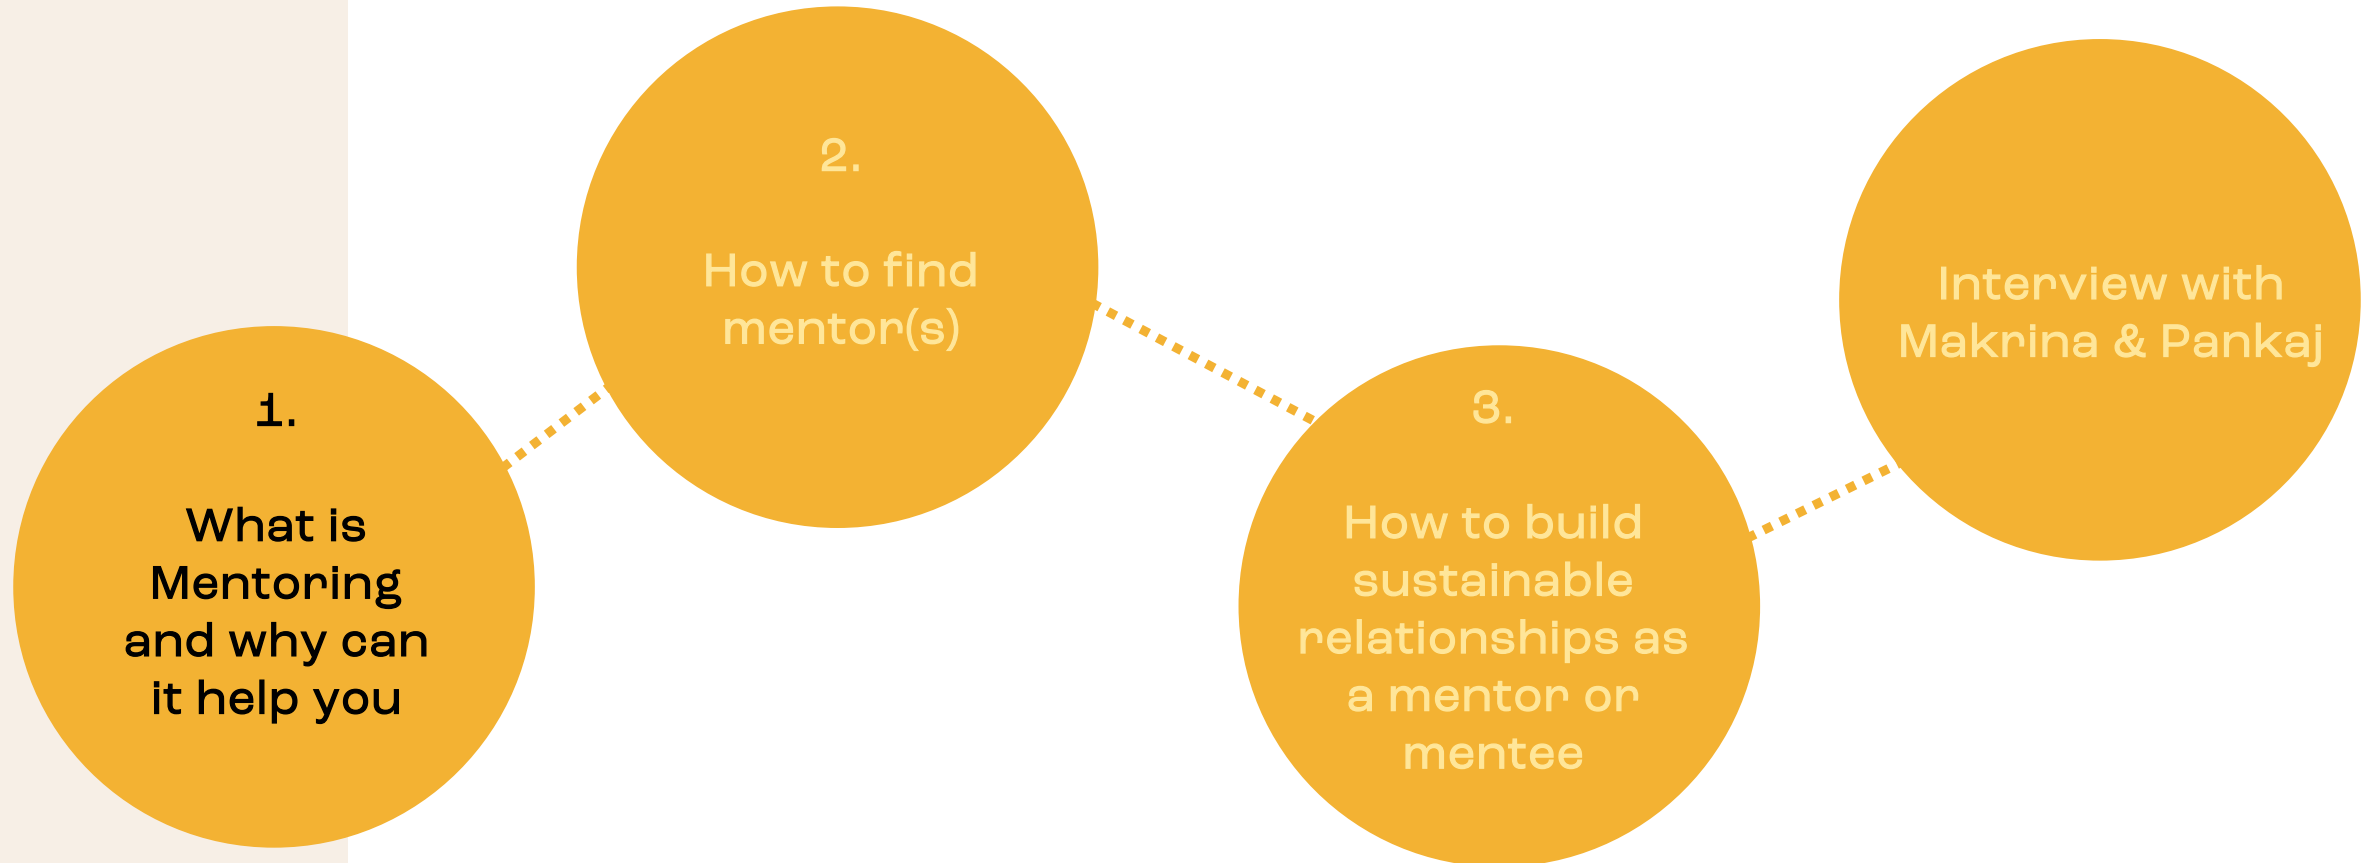 1.
What is
Mentoring
and why can
it help you
2.
How to find
mentor(s)
3.
How to build
sustainable
relationships as
a mentor or
mentee
Interview with
Makrina & Pankaj